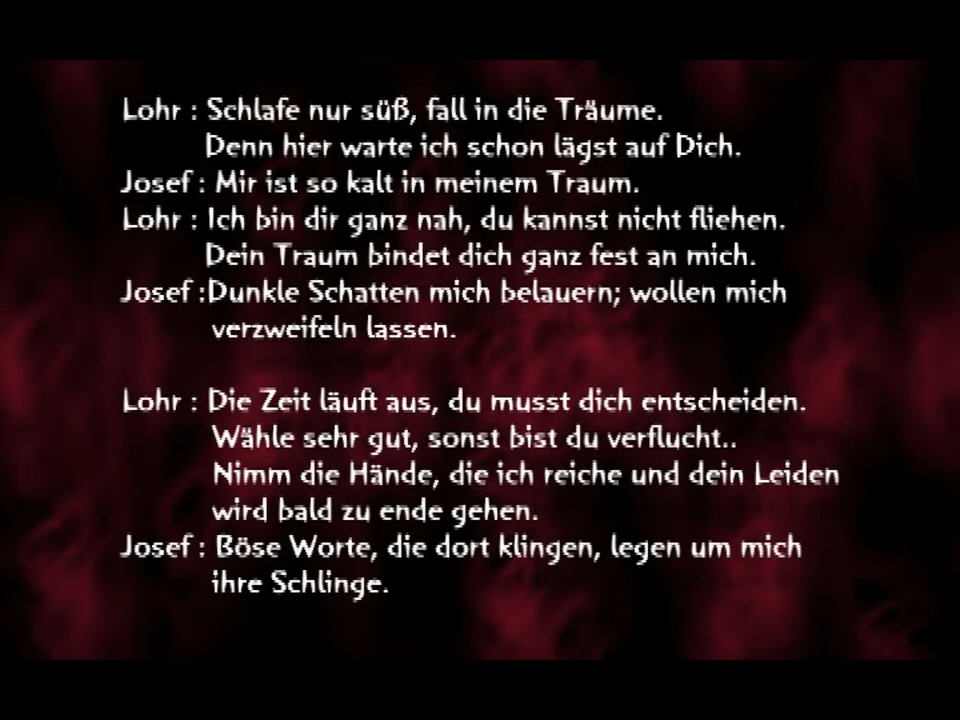 Lohr : Schlafe nur süß, fall in die Träume.
Denn hier warte ich schon lägst auf Dich.
Josef : Mir ist so kalt in meinem Traum.
Lohr : Ich bin dir ganz nah, du kannst nicht fliehen.
Dein Traum bindet dich ganz fest an mich.
Josef :Dunkle Schatten mich belauern; wollen mich
verzweifeln lassen.
Lohr : Die Zeit läuft aus, du musst dich entscheiden.
Wähle sehr gut, sonst bist du verflucht..
Nimm die Hände, die ich reiche und dein Leiden
wird bald zu ende gehen.
Josef : Böse Worte, die dort klingen, legen um mich
ihre Schlinge.